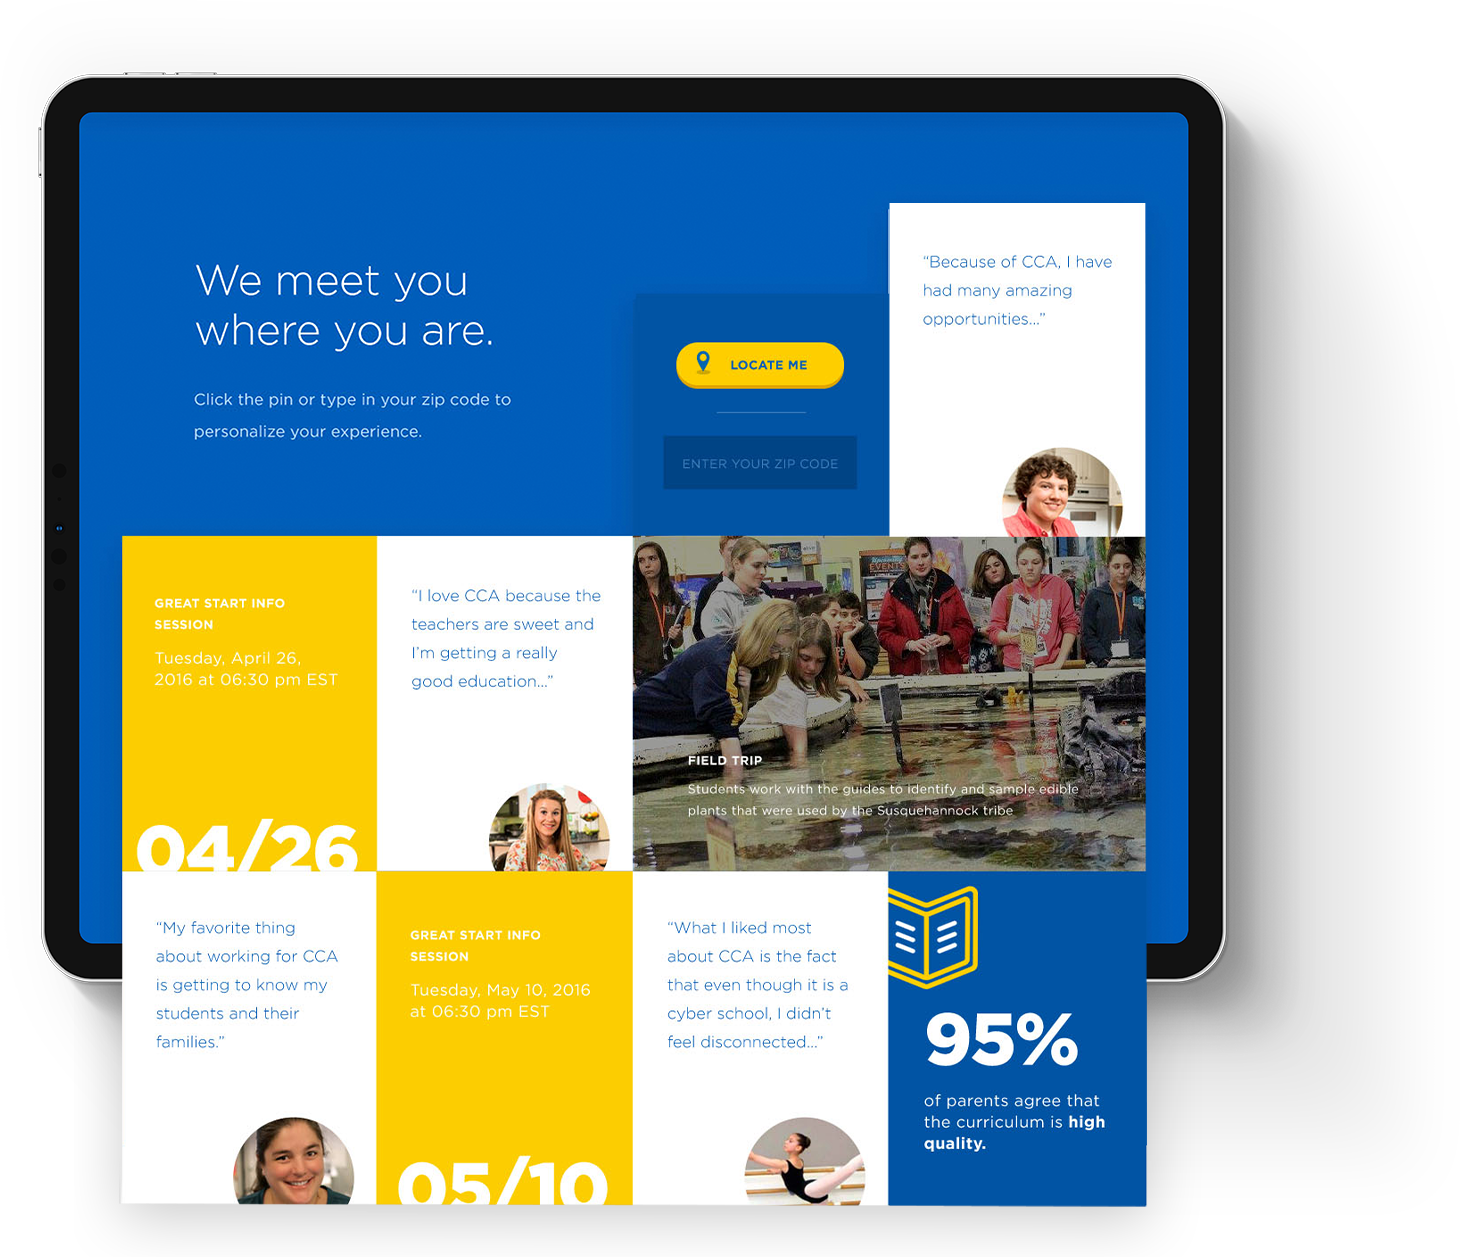 We meet you
where you are.
Click the pin or type in your zip code to
personalize your experience.
LOCATE ME
ENTER YOUR ZIP CODE
“Because of CCA, I have
had many amazing
opportunities...”
GREAT START INFO
SESSION
Tuesday, April 26,
2016 at 06:30 pm EST
04/26
“I love CCA because the
teachers are sweet and
I’m getting a really
good education...”
EVENTS
FIELD TRIP
Students work with the guides to identify and sample edible
plants that were used by the Susquehannock tribe
“My favorite thing
about working for CCA
is getting to know my
students and their
families.”
GREAT START INFO
SESSION
Tuesday, May 10, 2016
at 06:30 pm EST
05/10
“What I liked most
about CCA is the fact
that even though it is a
cyber school, I didn’t
feel disconnected...”
95%
of parents agree that
the curriculum is high
quality.